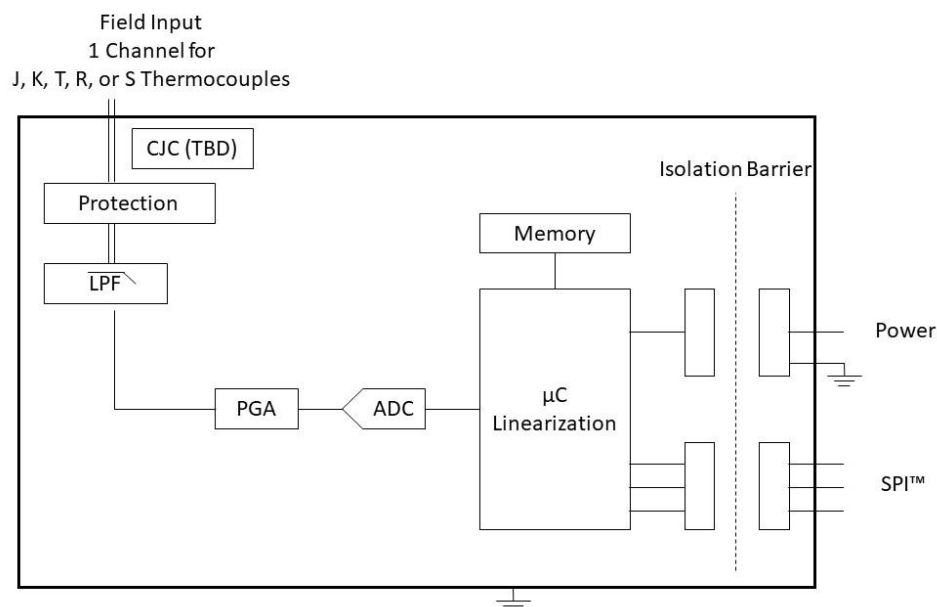 Field Input
1 Channel for
J, K, T, R, or S Thermocouples
CJC (TBD)
Protection
LPF
Isolation Barrier
Memory
Power
PGA
ADC
µC
Linearization
SPI™